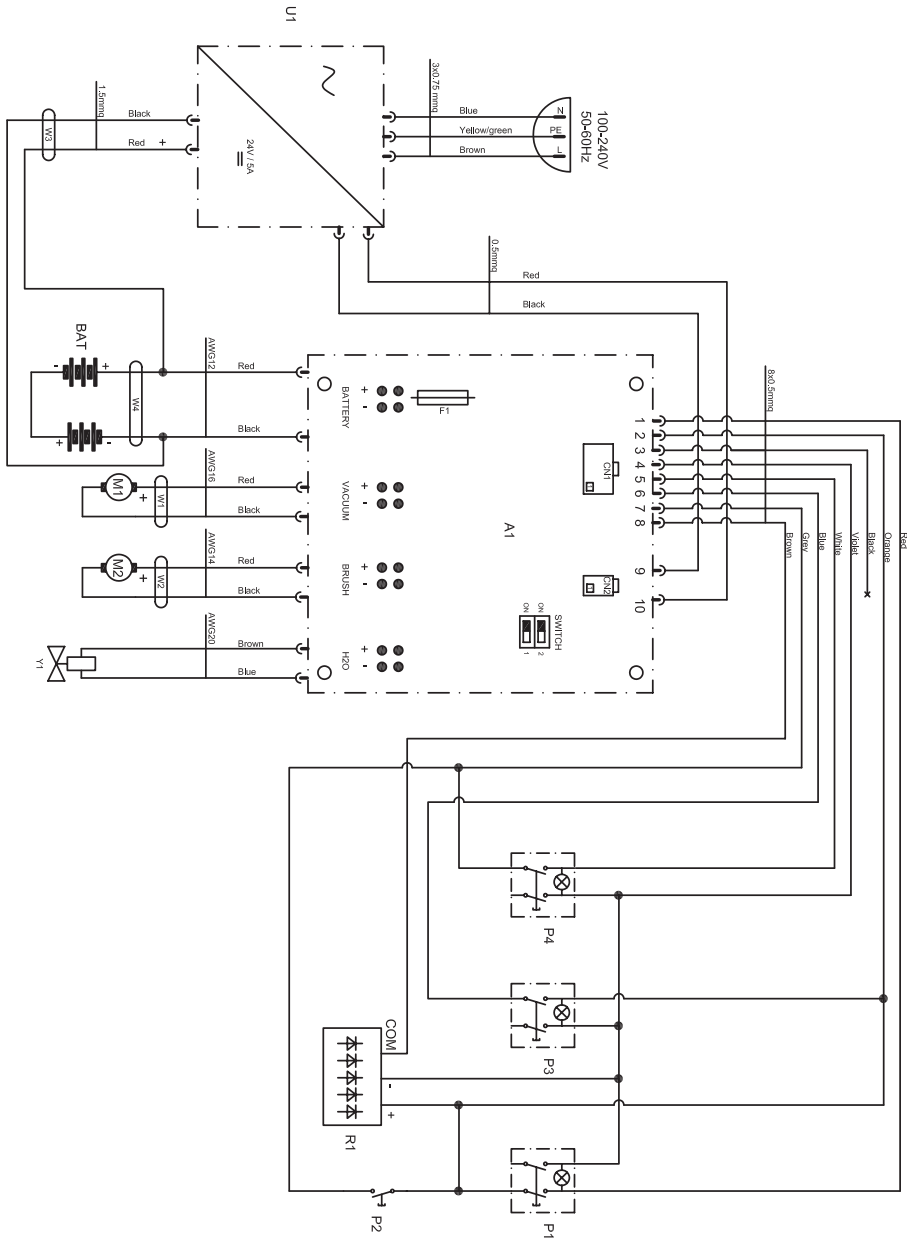 U1
100-240V
50-60Hz
N
PE
L
Blue
Yellow/green
Brown
3x0.75 mmq
24V / 5A
1.5mmq
Black
Red +
W3
0.5mmq
Red
Black
BAT
- +
+ -
W4
AWG12
Red
Black
BATTERY
+
-
F1
M1
+
W1
AWG16
Red
Black
VACUUM
+
-
M2
+
W2
AWG14
Red
Black
BRUSH
+
-
Y1
AWG20
Brown
Blue
H2O
+
-
A1
CN1
CN2
SWITCH
ON ON
1 2
1
2
3
4
5
6
7
8
9
10
8x0.5mmq
Brown
Grey
Blue
White
Violet
Black
Orange
Red
P4
P3
COM
-
+
R1
P2
P1